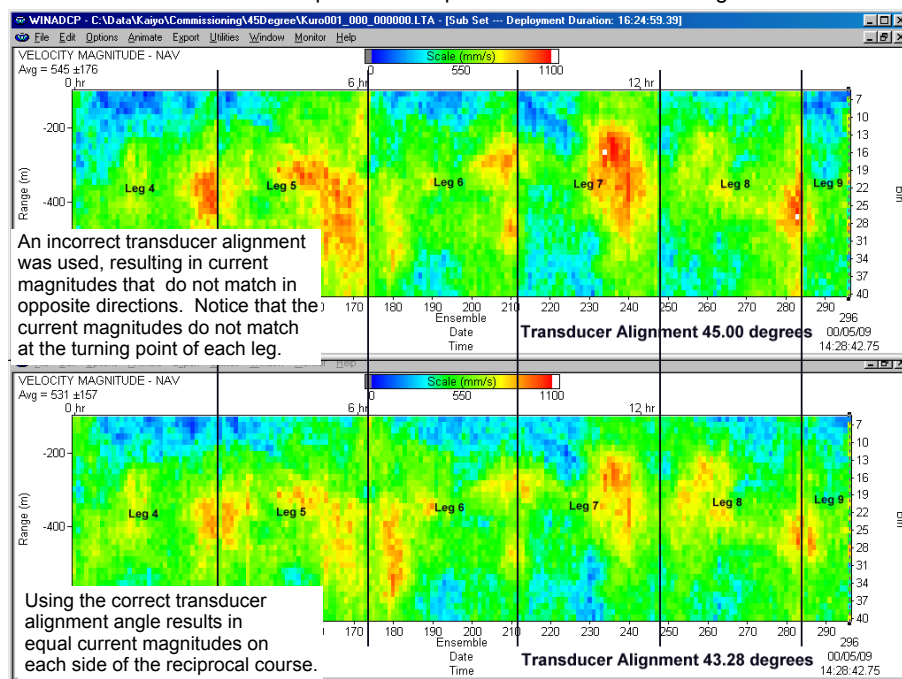 WINADCP - C:\Data\Kaiyo\Commissioning\45Degree\Kuro001_000_000000.LTA - [Sub Set --- Deployment Duration: 16:24:59.39]
File Edit Options Animate Export Utilities Window Monitor Help
VELOCITY MAGNITUDE - NAV
Avg = 545 ±176
Scale (mm/s)
0 550 1100
0 hr 6 hr 12 hr
Range (m)
-200
-400
7
10
13
16
19
22
25
28
31
34
37
40
Bin
Leg 4 Leg 5 Leg 6 Leg 7 Leg 8 Leg 9
An incorrect transducer alignment
was used, resulting in current
magnitudes that do not match in
opposite directions. Notice that the
current magnitudes do not match
at the turning point of each leg.
170 180 190 200 210 220 230 240 250 260 270 280 290
296
Ensemble
Date
Time
Transducer Alignment 45.00 degrees
00/05/09
14:28:42.75
VELOCITY MAGNITUDE - NAV
Avg = 531 ±157
Scale (mm/s)
0 550 1100
0 hr 6 hr 12 hr
Range (m)
-200
-400
7
10
13
16
19
22
25
28
31
34
37
40
Bin
Leg 4 Leg 5 Leg 6 Leg 7 Leg 8 Leg 9
Using the correct transducer
alignment angle results in
equal current magnitudes on
each side of the reciprocal course.
170 180 190 200 210 220 230 240 250 260 270 280 290
296
Ensemble
Date
Time
Transducer Alignment 43.28 degrees
00/05/09
14:28:42.75